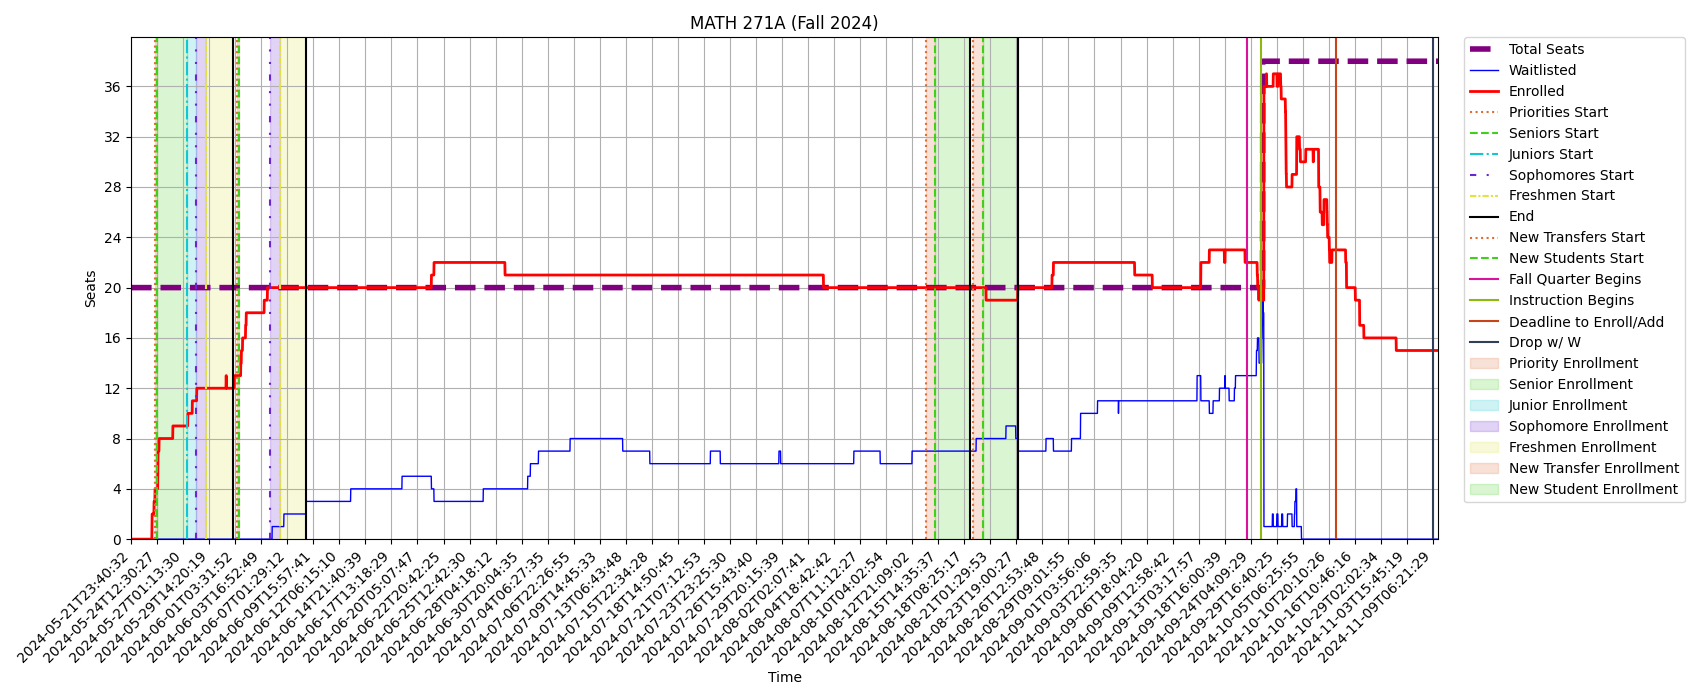 MATH 271A (Fall 2024)
Seats
36
32
28
24
20
16
12
8
4
0
2024-05-21T23:40:32
2024-05-24T12:30:27
2024-05-27T01:13:30
2024-05-29T14:20:19
2024-06-01T03:31:52
2024-06-03T16:52:49
2024-06-07T01:29:12
2024-06-09T15:57:41
2024-06-12T06:15:10
2024-06-14T21:40:39
2024-06-17T13:18:29
2024-06-22T05:07:47
2024-06-22T20:42:25
2024-06-25T12:42:30
2024-06-28T04:18:12
2024-06-30T20:04:35
2024-07-04T06:27:35
2024-07-06T22:26:55
2024-07-09T14:45:33
2024-07-13T06:43:48
2024-07-15T22:34:28
2024-07-18T14:50:45
2024-07-21T07:12:53
2024-07-23T23:25:30
2024-07-26T15:43:40
2024-07-29T20:15:39
2024-08-02T02:07:41
2024-08-04T18:42:42
2024-08-07T11:12:27
2024-08-10T04:02:54
2024-08-12T21:09:02
2024-08-15T14:35:37
2024-08-18T08:25:17
2024-08-21T01:29:53
2024-08-23T19:00:27
2024-08-26T12:53:48
2024-08-29T09:01:55
2024-09-01T03:56:06
2024-09-03T22:59:35
2024-09-06T18:04:20
2024-09-09T12:58:42
2024-09-13T03:17:57
2024-09-18T16:00:39
2024-09-24T04:09:29
2024-09-29T16:40:25
2024-10-05T06:25:55
2024-10-10T20:10:26
2024-10-16T10:46:16
2024-10-29T02:02:34
2024-11-03T15:45:19
2024-11-09T06:21:29
Time
Total Seats
Waitlisted
Enrolled
Priorities Start
Seniors Start
Juniors Start
Sophomores Start
Freshmen Start
End
New Transfers Start
New Students Start
Fall Quarter Begins
Instruction Begins
Deadline to Enroll/Add
Drop w/ W
Priority Enrollment
Senior Enrollment
Junior Enrollment
Sophomore Enrollment
Freshmen Enrollment
New Transfer Enrollment
New Student Enrollment